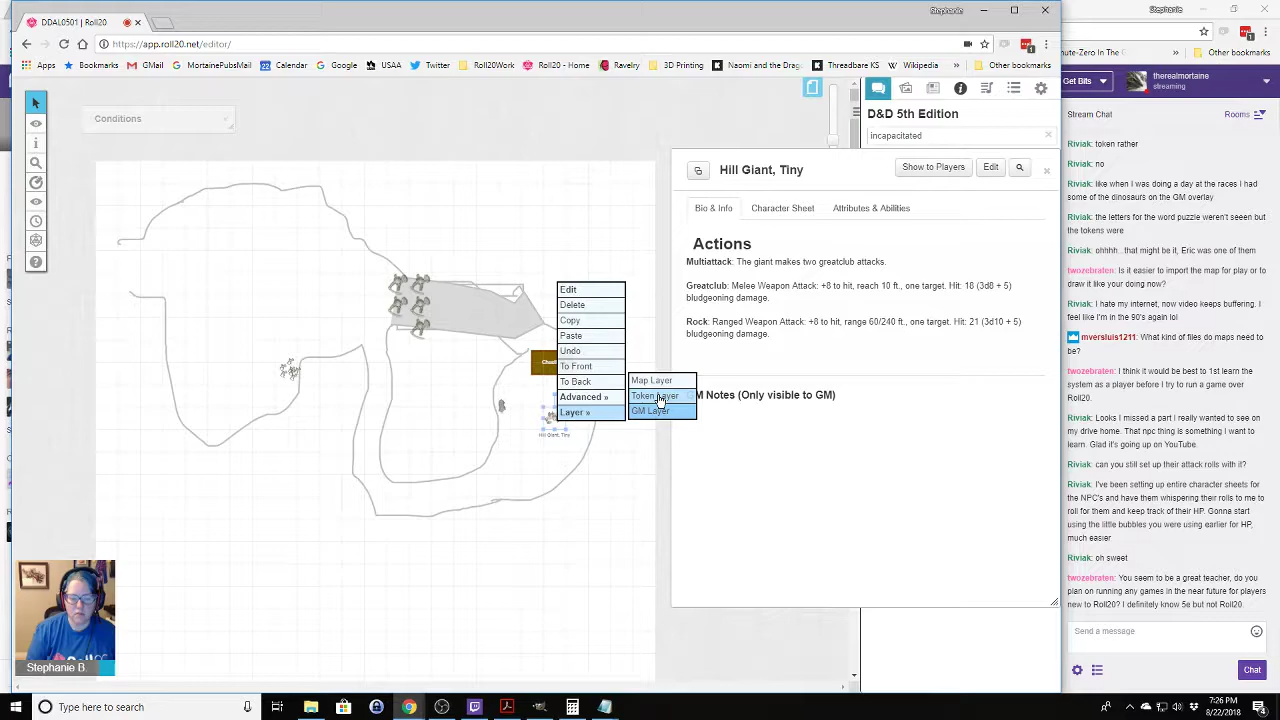 Stephanie
Stephanie
DDAL0501 | Roll20
https://app.roll20.net/editor/
Apps
Bookmarks
GMail
MortainePubsMail
Calendar
Google
USAA
Twitter
Roll20Work
Roll20 - Home
Ravelry
3D Printing
Naomi and the Drago
Threadbare KS
Wikipedia
»
Other bookmarks
nute-Zero In The G
»
Other bookmarks
Get Bits
therealmortaine
streaming
Conditions
D&D 5th Edition
incapacitated
Hill Giant, Tiny
Show to Players
Edit
Bio & Info
Character Sheet
Attributes & Abilities
Actions
Multiattack: The giant makes two greatclub attacks.
Greatclub: Melee Weapon Attack: +8 to hit, reach 10 ft., one target. Hit: 18 (3d8 + 5)
bludgeoning damage.
Rock: Ranged Weapon Attack: +8 to hit, range 60/240 ft., one target. Hit: 21 (3d10 + 5)
bludgeoning damage.
M Notes (Only visible to GM)
Edit
Delete
Copy
Paste
Undo
To Front
To Back
Advanced »
Layer »
Map Layer
Token Layer
GM Layer
Hill Giant, Tiny
Stream Chat
Rooms
Riviak: token rather
Riviak: no
Riviak: like when I was doing a day at the races I had
some of the dinosaurs on the GM overlay
Riviak: the letters for the word puzzle weren't seeen but
the tokens were
Riviak: ohhhh ..that might be it, Eric was one of them
twozebraten: Is it easier to import the map for play or to
draw it like your doing now?
Riviak: I hate my internet, now video keeps buffering. I
feel like I'm in the 90's again lol
mversluis1211: What kind of files do maps need to
be?
twozebraten: I think it would be best to 1st learn the
system as a player before I try to run a game over
Roll20.
Riviak: Looks I missed a part I really wanted to see on
my drive home. That npc thing is something I want to
learn. Glad it's going up on YouTube.
Riviak: can you still set up their attack rolls with it?
Riviak: I've been setting up entire character sheets for
the NPC's and have them whispering their rolls to me to
roll for them and keep track of their HP. Gonna start
using the little bubbles you were using earlier for HP,
much easier
Riviak: oh sweet
twozebraten: You seem to be a great teacher, do you
plan on running any games in the near future for players
new to Roll20? I definitely know 5e but not Roll20.
Send a message
Chat
Stephanie B.
Type here to search
7:26 PM
8/22/2018